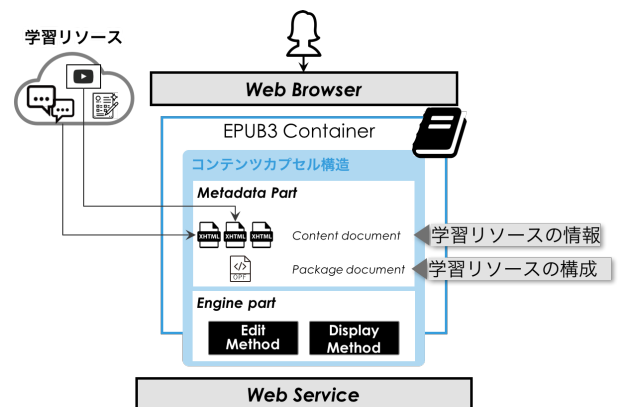 学習リソース
Web Browser
EPUB3 Container
コンテンツカプセル構造
Metadata Part
XHTML XHTML XHTML
Content document
学習リソースの情報
OPF
Package document
学習リソースの構成
Engine part
Edit
Method
Display
Method
Web Service